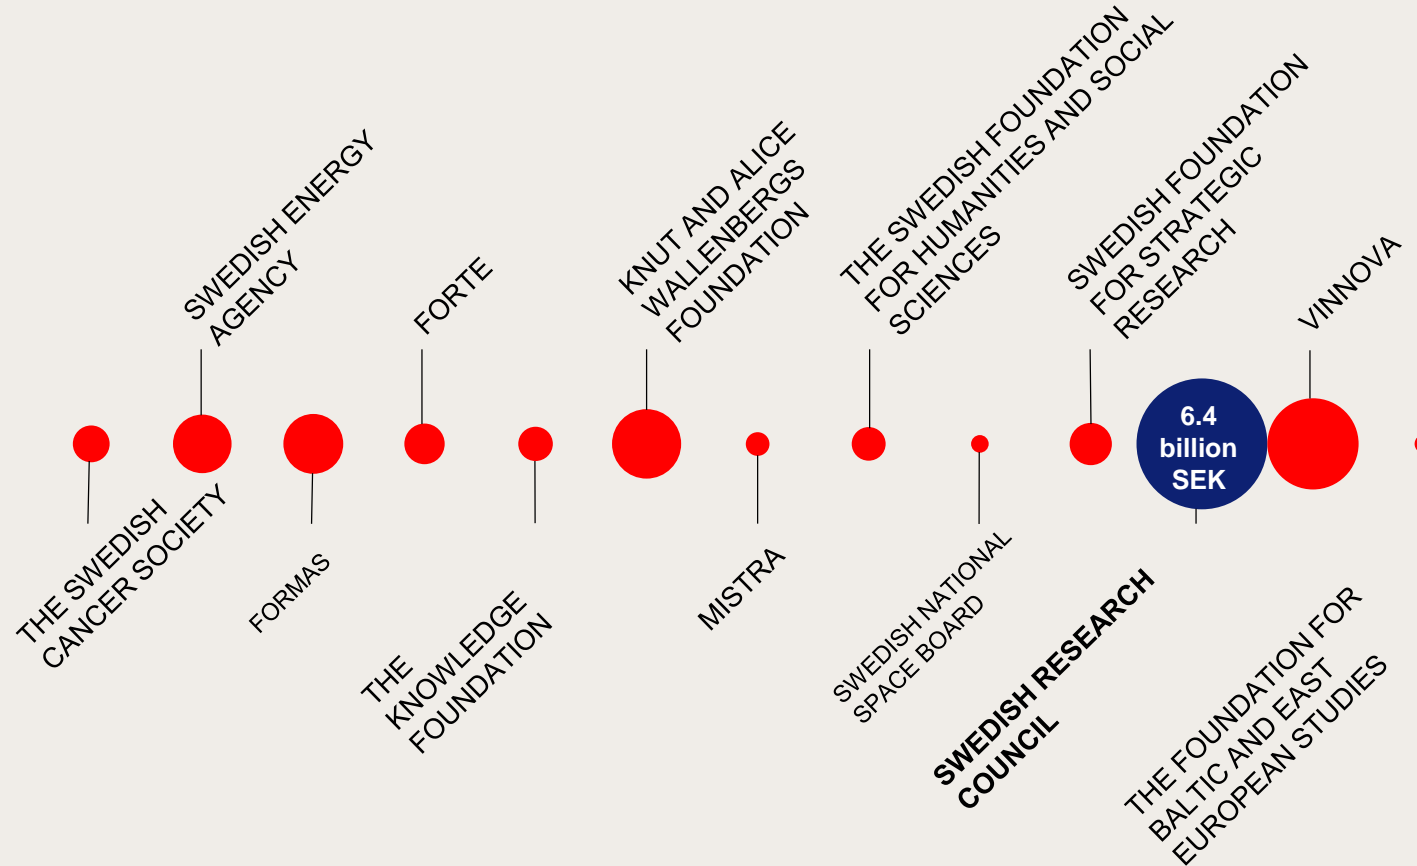 THE SWEDISH
CANCER SOCIETY
SWEDISH ENERGY
AGENCY
FORMAS
FORTE
THE
KNOWLEDGE
FOUNDATION
KNUT AND ALICE
WALLENBERGS
FOUNDATION
MISTRA
THE SWEDISH FOUNDATION
FOR HUMANITIES AND SOCIAL
SCIENCES
SWEDISH NATIONAL
SPACE BOARD
SWEDISH FOUNDATION
FOR STRATEGIC
RESEARCH
6.4
billion
SEK
SWEDISH RESEARCH
COUNCIL
VINNOVA
THE FOUNDATION FOR
BALTIC AND EAST
EUROPEAN STUDIES